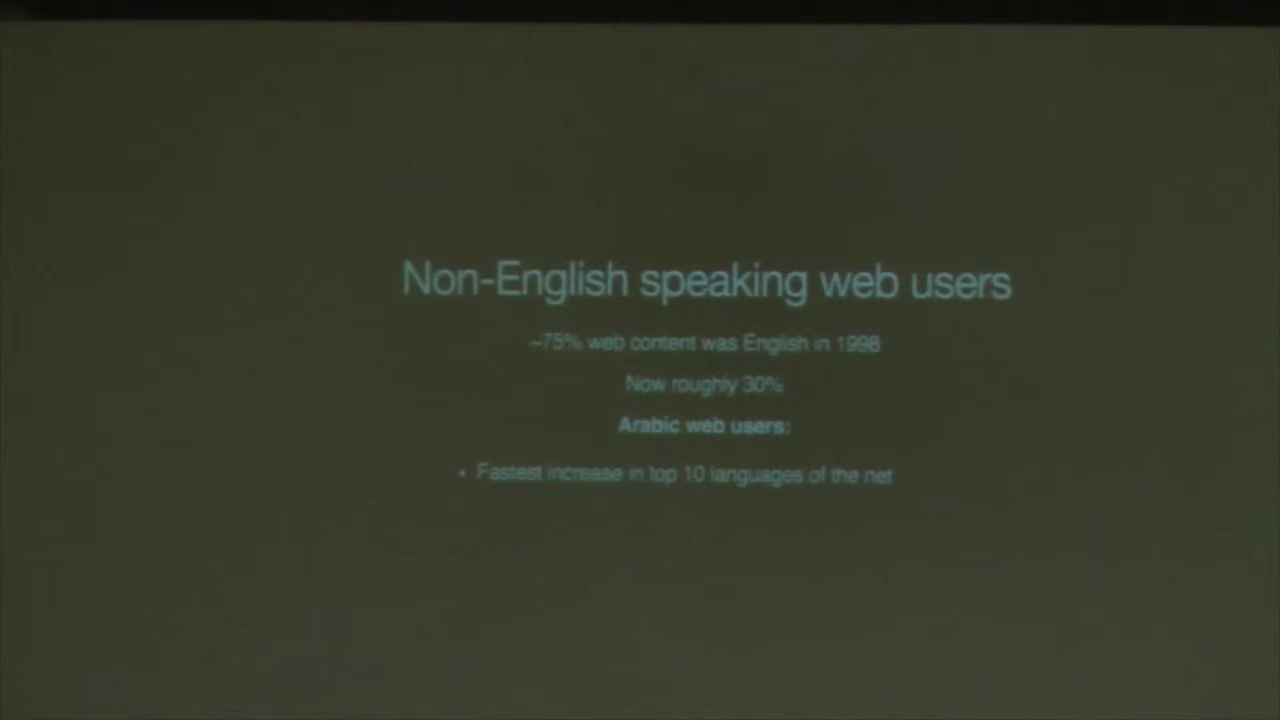 Non-English speaking web users
~75% web content was English in 1998
Now roughly 30%
Arabic web users:
• Fastest increase in top 10 languages of the net